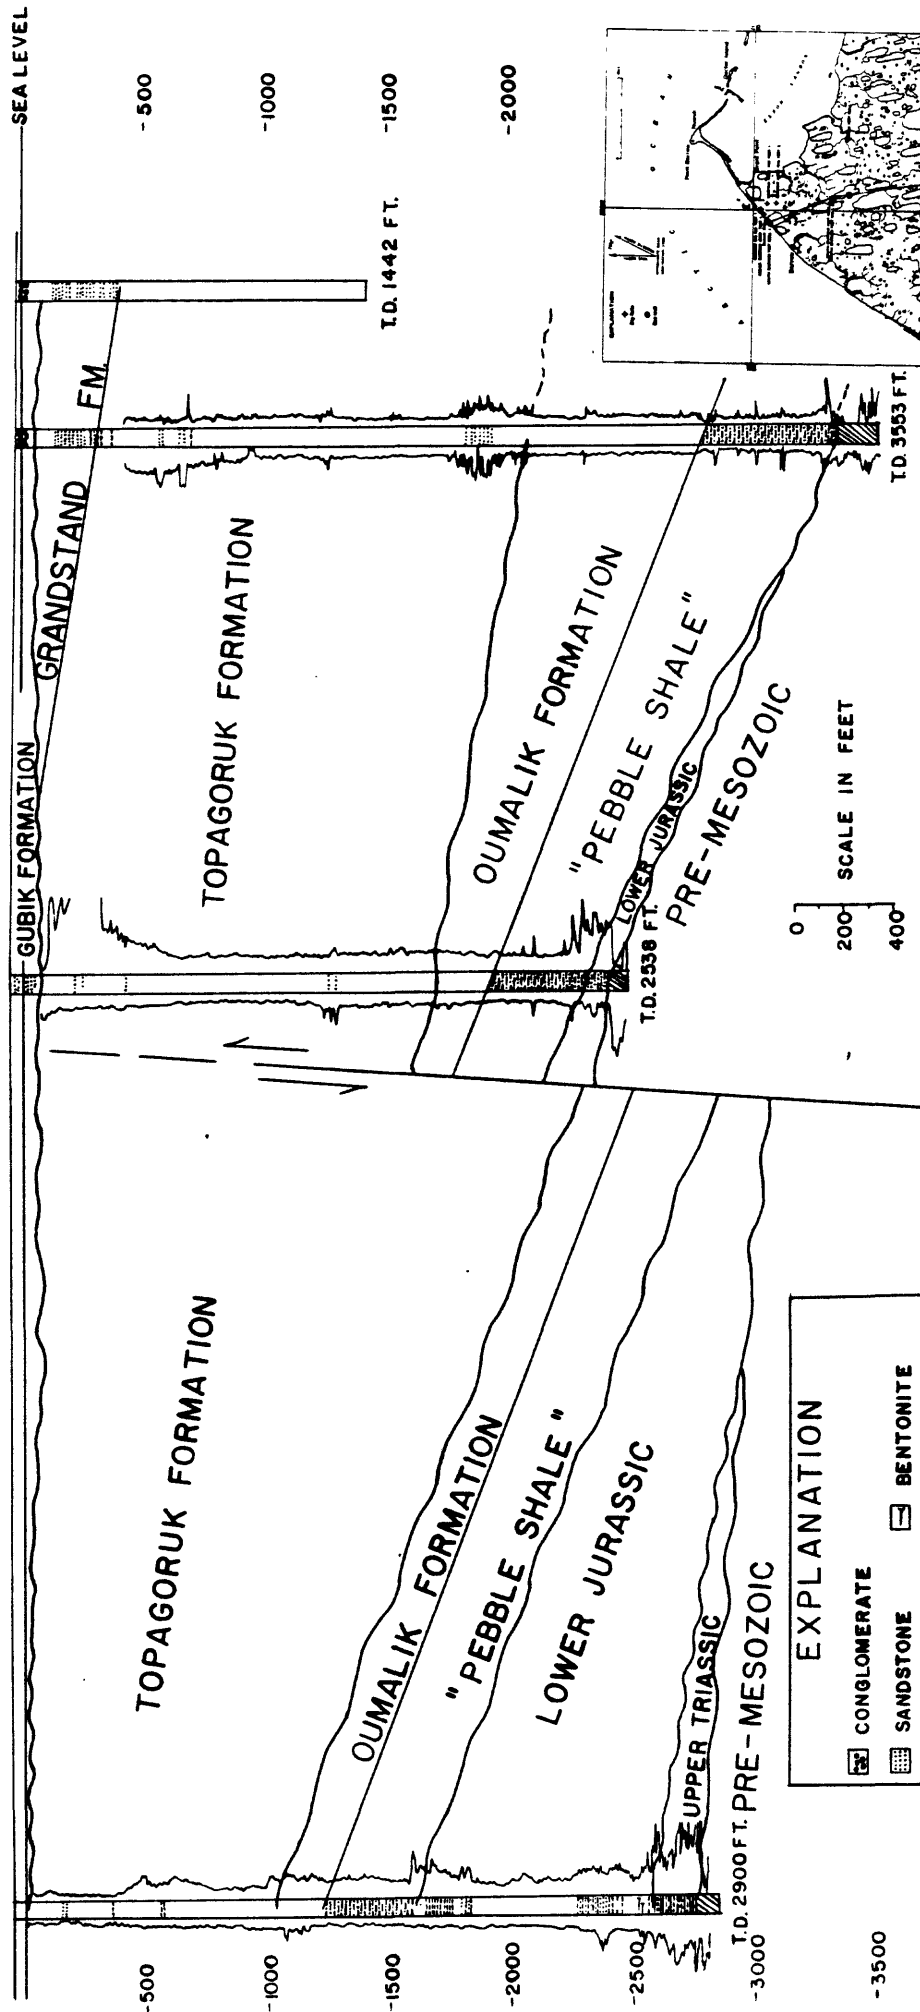 SEA LEVEL
-500
-1000
-1500
-2000
T.D. 1442 FT.
GRANDSTAND FM.
GUBIK FORMATION
TOPAGORUK FORMATION
OUMALIK FORMATION
"PEBBLE SHALE"
LOWER JURASSIC
PRE-MESOZOIC
T.D. 3553 FT.
T.D. 2538 FT.
0
200
400
SCALE IN FEET
TOPAGORUK FORMATION
OUMALIK FORMATION
"PEBBLE SHALE"
LOWER JURASSIC
UPPER TRIASSIC
PRE-MESOZOIC
T.D. 2900 FT.
-500
-1000
-1500
-2000
-2500
-3000
-3500
EXPLANATION
CONGLOMERATE
SANDSTONE
BENTONITE
EXPLANATION